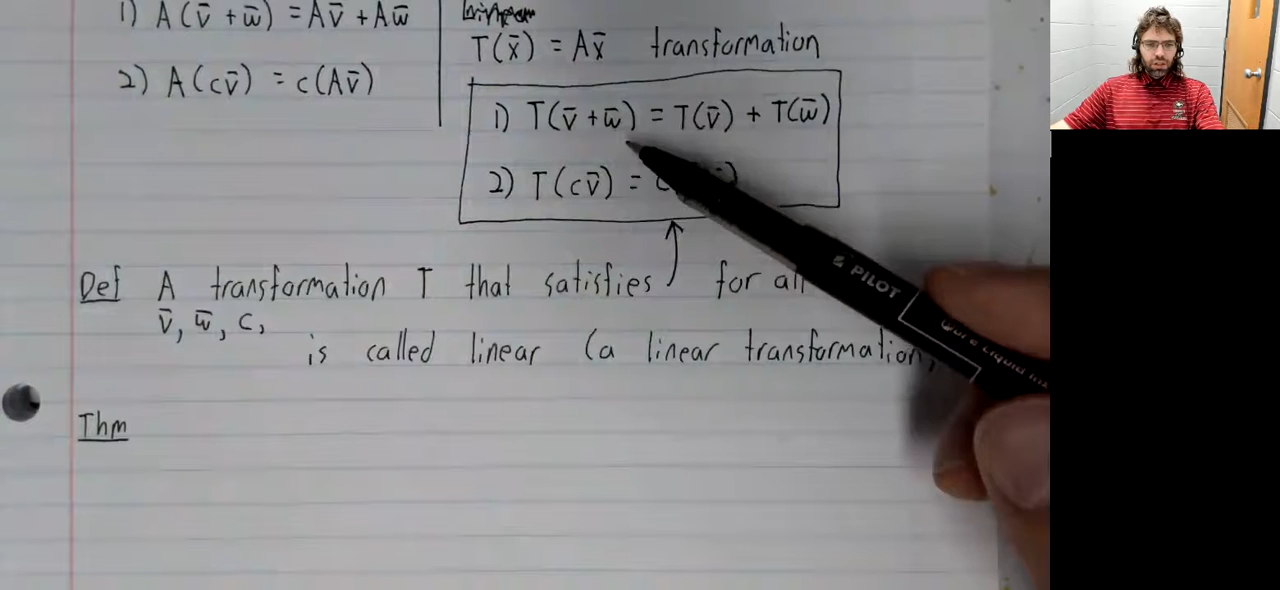 1) A(v̄ + w̄) = Av̄ + Aw̄
2) A(cv̄) = c(Av̄)
T(x̄) = Ax̄ transformation
1) T(v̄ + w̄) = T(v̄) + T(w̄)
2) T(cv̄) = c
Def A transformation T that satisfies for all
v̄, w̄, c,
is called linear (a linear transformation)
Thm
PILOT